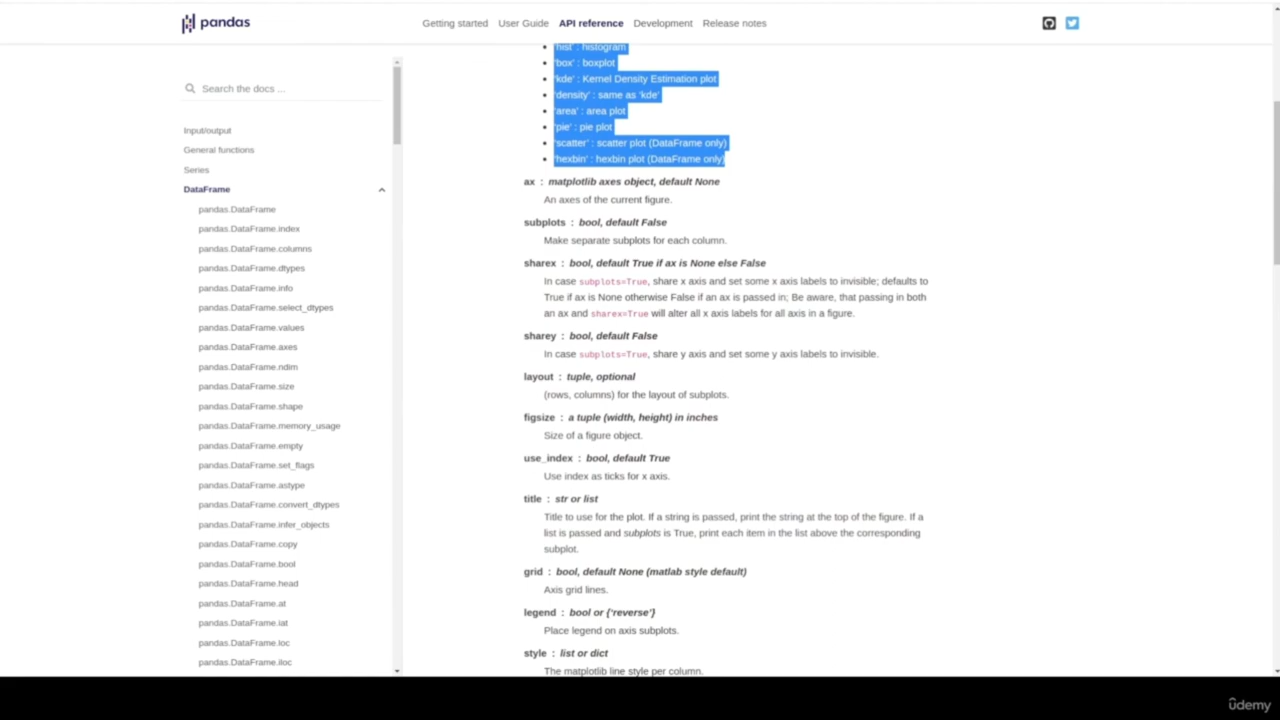 pandas
Getting started User Guide API reference Development Release notes
Search the docs ...
Input/output
General functions
Series
DataFrame
pandas.DataFrame
pandas.DataFrame.index
pandas.DataFrame.columns
pandas.DataFrame.dtypes
pandas.DataFrame.info
pandas.DataFrame.select_dtypes
pandas.DataFrame.values
pandas.DataFrame.axes
pandas.DataFrame.ndim
pandas.DataFrame.size
pandas.DataFrame.shape
pandas.DataFrame.memory_usage
pandas.DataFrame.empty
pandas.DataFrame.set_flags
pandas.DataFrame.astype
pandas.DataFrame.convert_dtypes
pandas.DataFrame.infer_objects
pandas.DataFrame.copy
pandas.DataFrame.bool
pandas.DataFrame.head
pandas.DataFrame.at
pandas.DataFrame.iat
pandas.DataFrame.loc
pandas.DataFrame.iloc
• 'hist' : histogram
• 'box' : boxplot
• 'kde' : Kernel Density Estimation plot
• 'density' : same as 'kde'
• 'area' : area plot
• 'pie' : pie plot
• 'scatter' : scatter plot (DataFrame only)
• 'hexbin' : hexbin plot (DataFrame only)
ax : matplotlib axes object, default None
An axes of the current figure.
subplots : bool, default False
Make separate subplots for each column.
sharex : bool, default True if ax is None else False
In case subplots=True, share x axis and set some x axis labels to invisible; defaults to
True if ax is None otherwise False if an ax is passed in; Be aware, that passing in both
an ax and sharex=True will alter all x axis labels for all axis in a figure.
sharey : bool, default False
In case subplots=True, share y axis and set some y axis labels to invisible.
layout : tuple, optional
(rows, columns) for the layout of subplots.
figsize : a tuple (width, height) in inches
Size of a figure object.
use_index : bool, default True
Use index as ticks for x axis.
title : str or list
Title to use for the plot. If a string is passed, print the string at the top of the figure. If a
list is passed and subplots is True, print each item in the list above the corresponding
subplot.
grid : bool, default None (matlab style default)
Axis grid lines.
legend : bool or {'reverse'}
Place legend on axis subplots.
style : list or dict
The matplotlib line style per column.
ûdemy